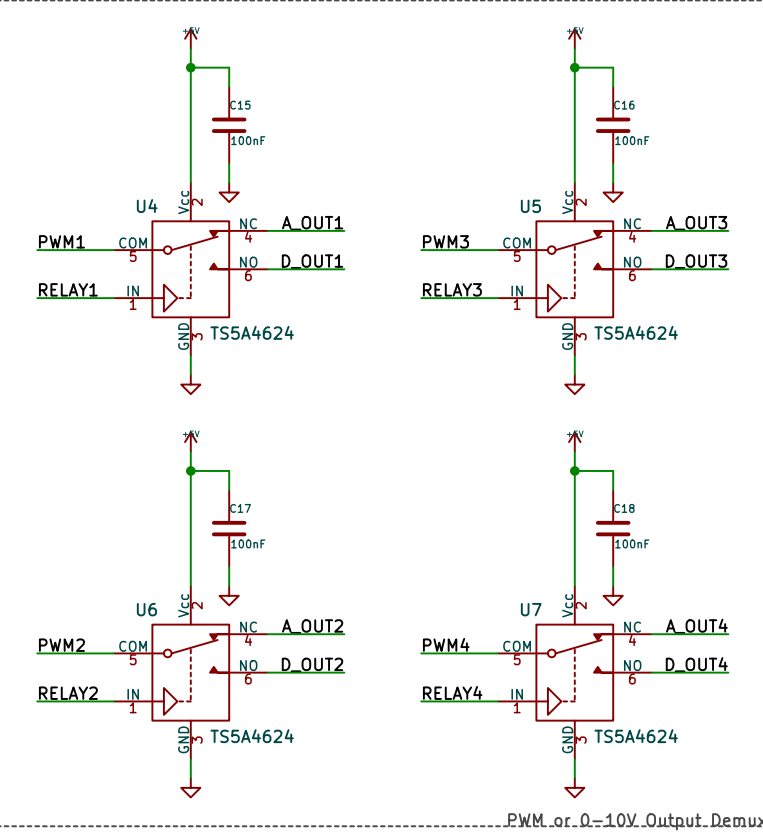 +5V
C15
100nF
U4
Vcc
2
NC
4
A_OUT1
PWM1
COM
5
NO
6
D_OUT1
RELAY1
IN
1
GND
3
TS5A4624
+5V
C16
100nF
U5
Vcc
2
NC
4
A_OUT3
PWM3
COM
5
NO
6
D_OUT3
RELAY3
IN
1
GND
3
TS5A4624
+5V
C17
100nF
U6
Vcc
2
NC
4
A_OUT2
PWM2
COM
5
NO
6
D_OUT2
RELAY2
IN
1
GND
3
TS5A4624
+5V
C18
100nF
U7
Vcc
2
NC
4
A_OUT4
PWM4
COM
5
NO
6
D_OUT4
RELAY4
IN
1
GND
3
TS5A4624
PWM or 0-10V Output Demux